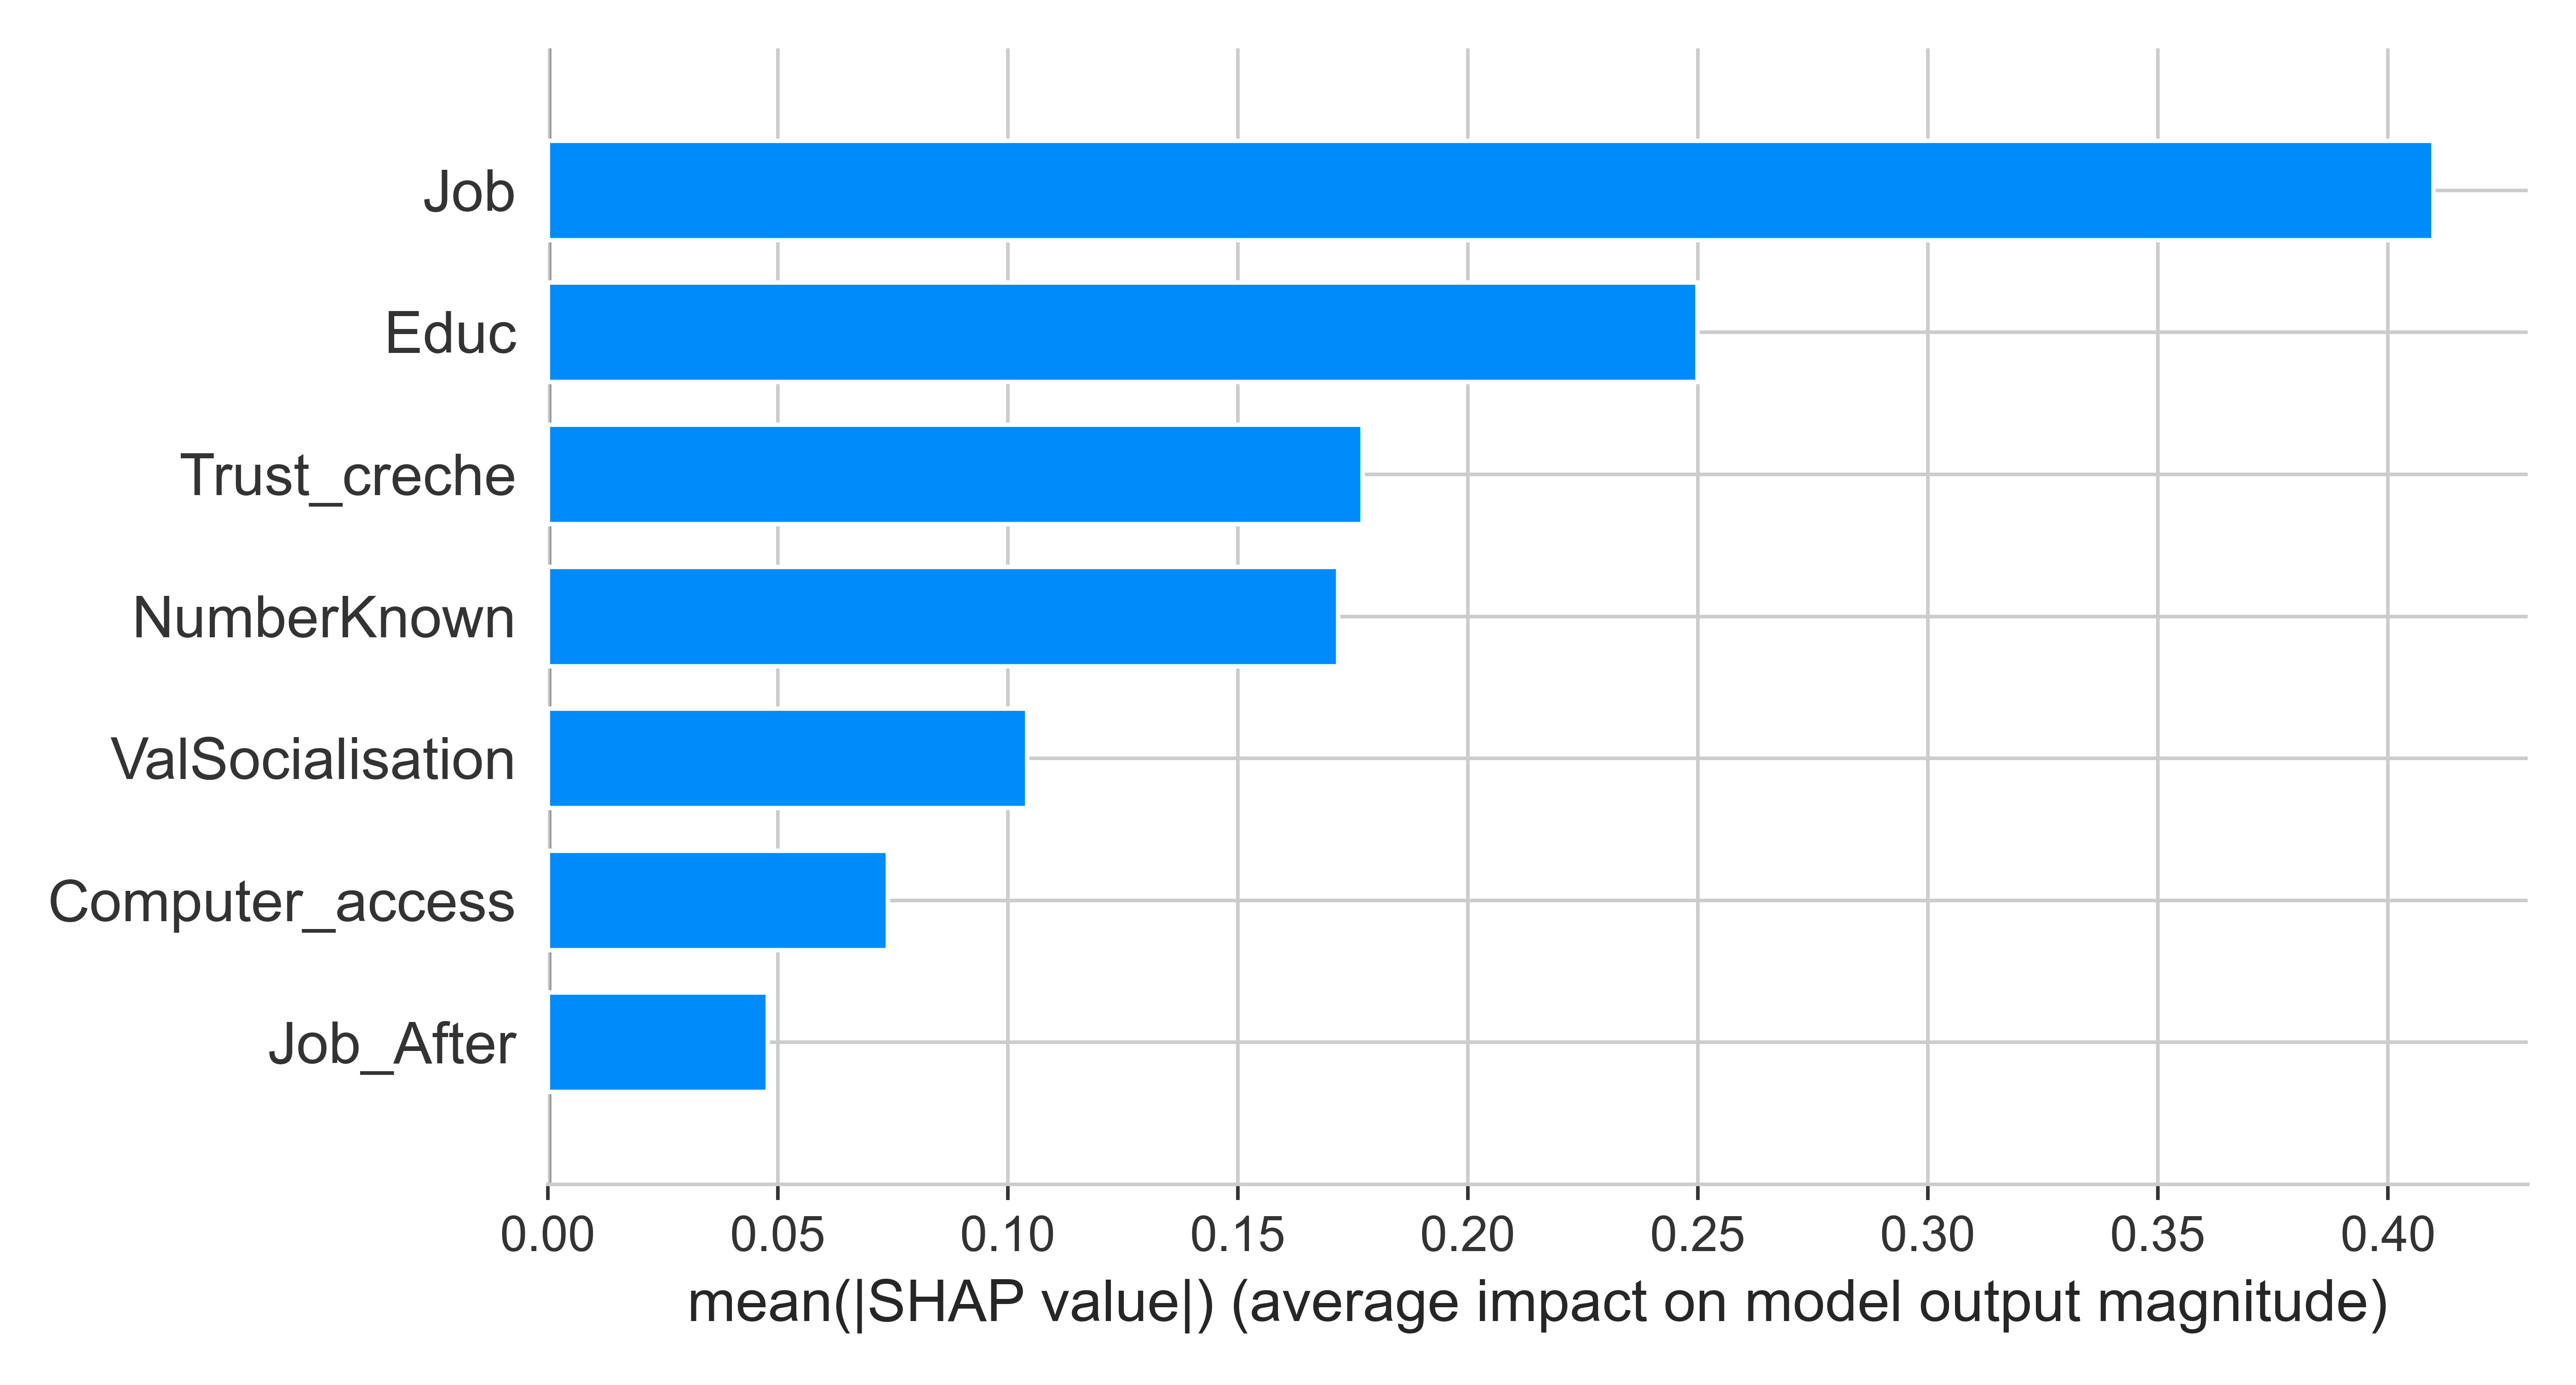 Job
Educ
Trust_creche
NumberKnown
ValSocialisation
Computer_access
Job_After
0.00 0.05 0.10 0.15 0.20 0.25 0.30 0.35 0.40
mean(|SHAP value|) (average impact on model output magnitude)